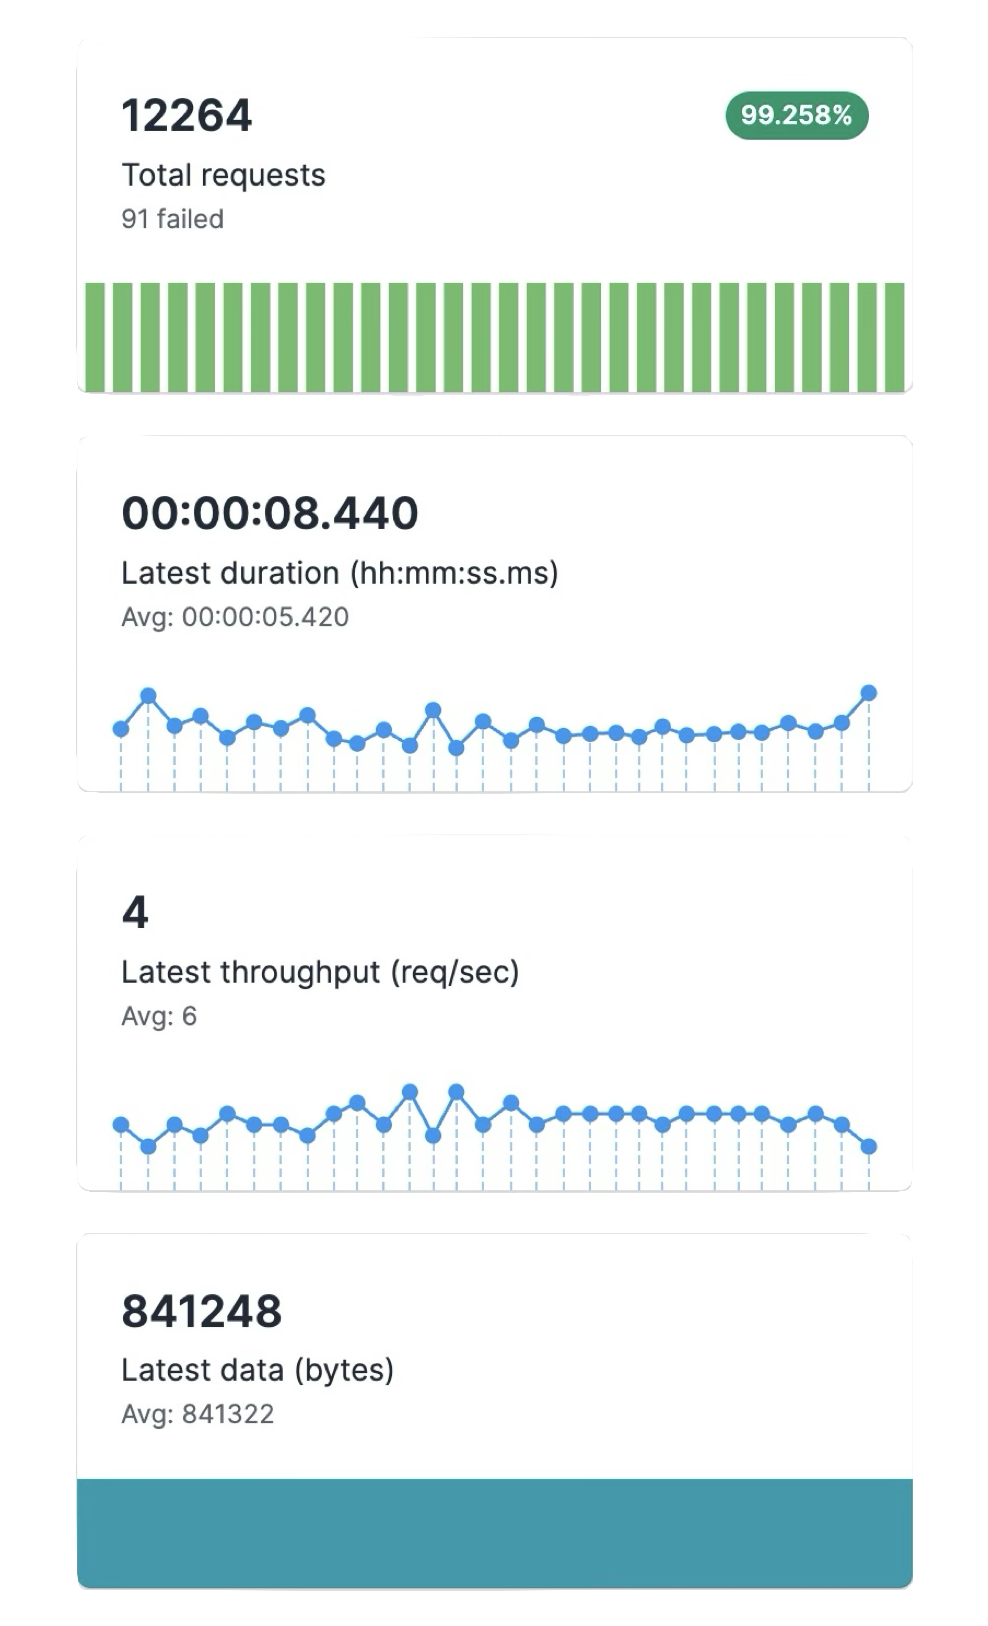 12264
99.258%
Total requests
91 failed
00:00:08.440
Latest duration (hh:mm:ss.ms)
Avg: 00:00:05.420
4
Latest throughput (req/sec)
Avg: 6
841248
Latest data (bytes)
Avg: 841322